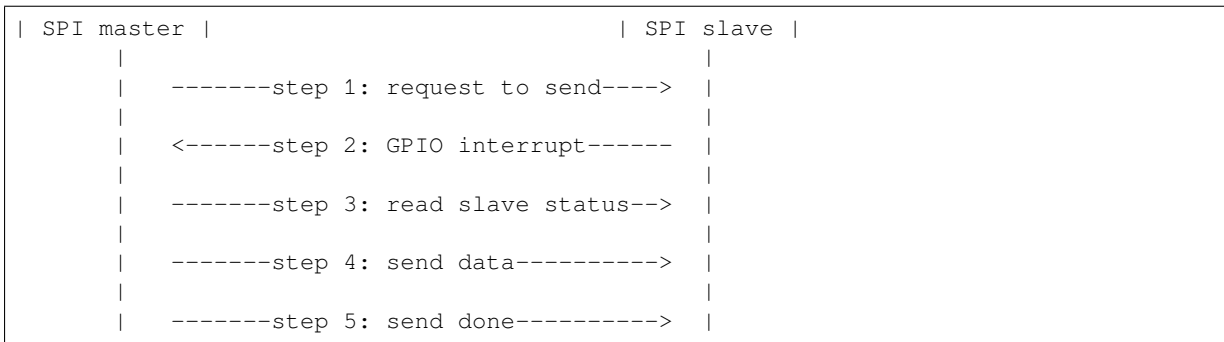 | SPI master |                                 | SPI slave |
       |                                               |
       |   -------step 1: request to send---->  |
       |                                               |
       |   <------step 2: GPIO interrupt------  |
       |                                               |
       |   -------step 3: read slave status-->  |
       |                                               |
       |   -------step 4: send data---------->  |
       |                                               |
       |   -------step 5: send done---------->  |